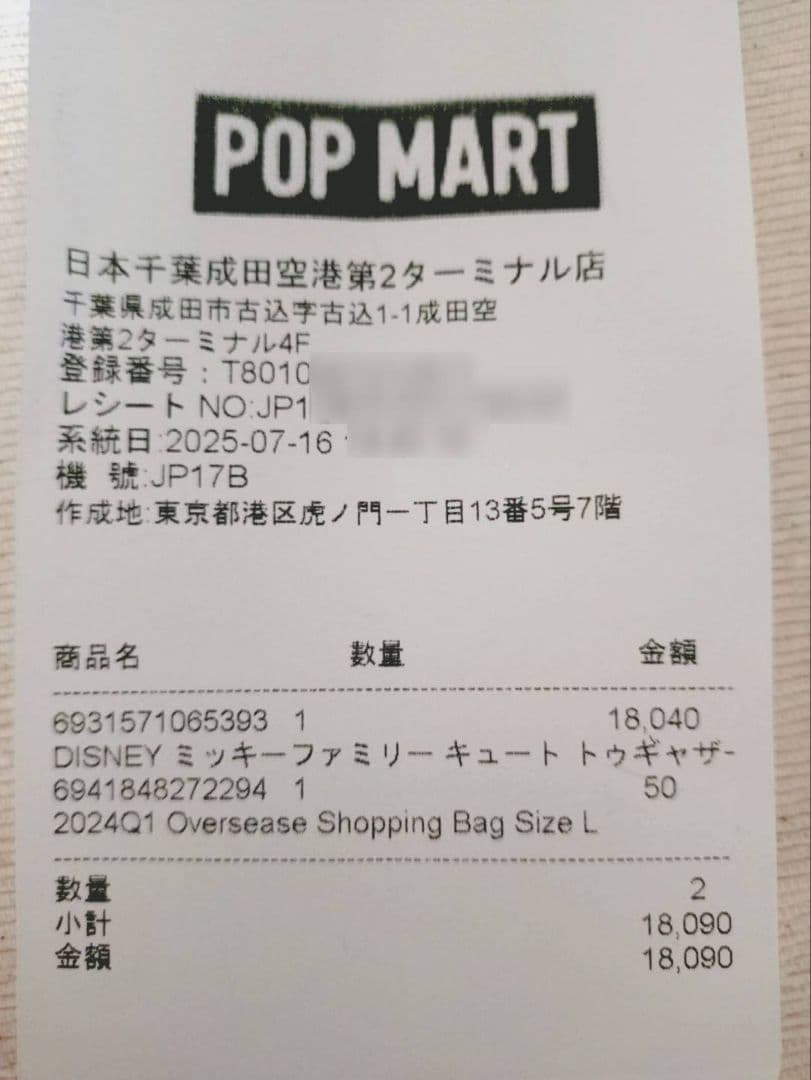 POP MART
日本千葉成田空港第2ターミナル店
千葉県成田市古込字古込1-1成田空
港第2ターミナル4F
登録番号：T8010
レシート NO:JP1
系統日:2025-07-16
機 號:JP17B
作成地:東京都港区虎ノ門一丁目13番5号7階
商品名 数量 金額
6931571065393 1 18,040
DISNEY ミッキーファミリー キュート トゥギャザー
6941848272294 1 50
2024Q1 Oversease Shopping Bag Size L
数量 2
小計 18,090
金額 18,090